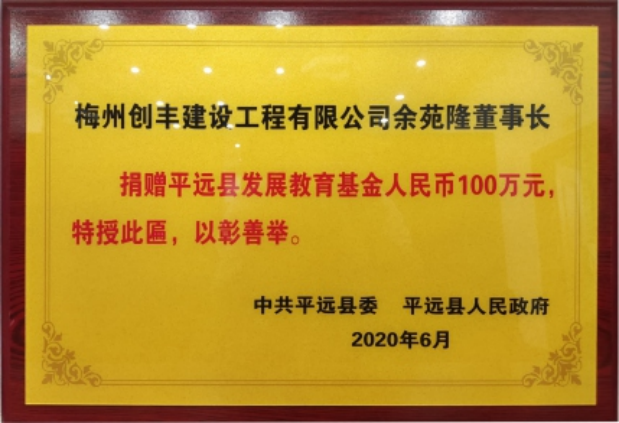 梅州创丰建设工程有限公司余苑隆董事长
捐赠平远县发展教育基金人民币100万元，
特授此匾，以彰善举。
中共平远县委 平远县人民政府
2020年6月